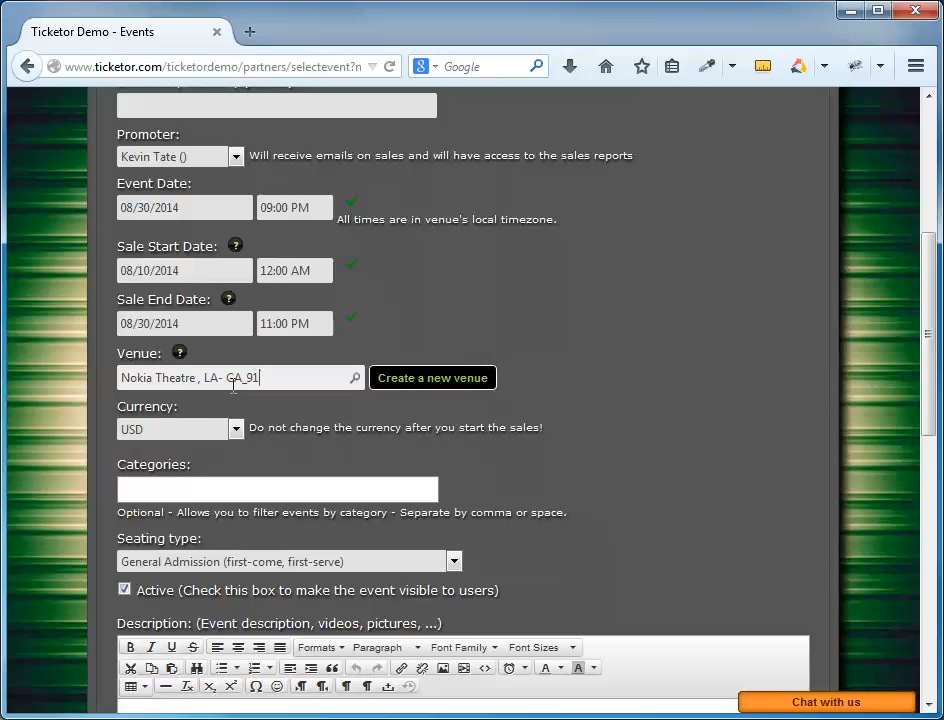 Ticketor Demo - Events
www.ticketor.com/ticketordemo/partners/selectevent?n
Google
Promoter:
Kevin Tate ()
Will receive emails on sales and will have access to the sales reports
Event Date:
08/30/2014
09:00 PM
All times are in venue's local timezone.
Sale Start Date: ?
08/10/2014
12:00 AM
Sale End Date: ?
08/30/2014
11:00 PM
Venue: ?
Nokia Theatre , LA- CA_91
Create a new venue
Currency:
USD
Do not change the currency after you start the sales!
Categories:
Optional - Allows you to filter events by category - Separate by comma or space.
Seating type:
General Admission (first-come, first-serve)
Active (Check this box to make the event visible to users)
Description: (Event description, videos, pictures, ...)
B I U S Formats Paragraph Font Family Font Sizes
Chat with us